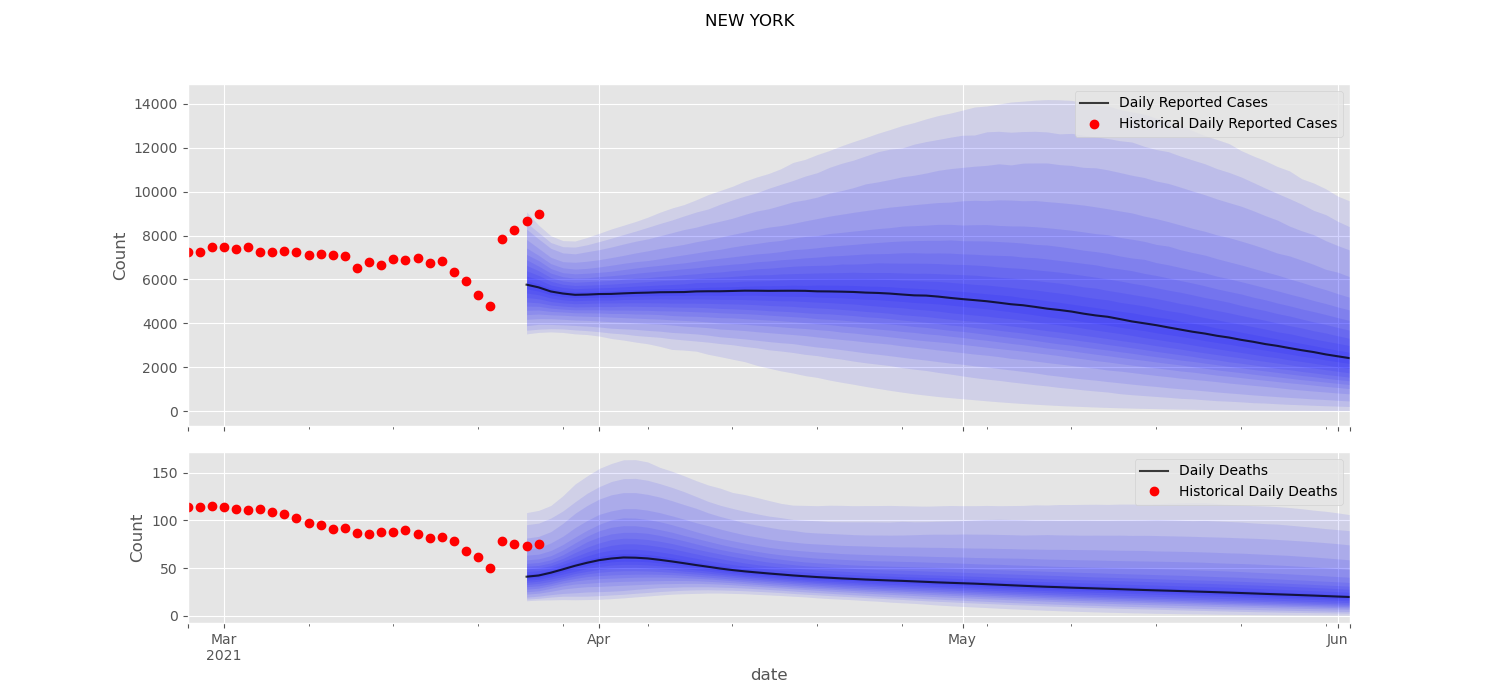 NEW YORK
14000
12000
10000
8000
6000
4000
2000
0
Count
Daily Reported Cases
Historical Daily Reported Cases
150
100
50
0
Count
Daily Deaths
Historical Daily Deaths
Mar
2021
Apr
May
Jun
date